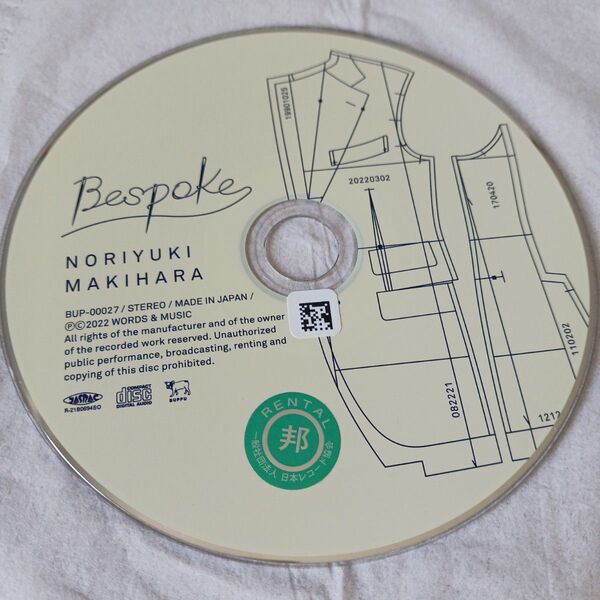 Bespoke
NORIYUKI
MAKIHARA
BUP-00027 / STEREO / MADE IN JAPAN /
Ⓟ©2022 WORDS & MUSIC
All rights of the manufacturer and of the owner
of the recorded work reserved. Unauthorized
public performance, broadcasting, renting and
copying of this disc prohibited.
JASRAC
R-21B0694SO
COMPACT
disc
DIGITAL AUDIO
BUPPU
19901025
20220302
170420
110202
082221
1212
RENTAL
邦
一般社団法人 日本レコード協会